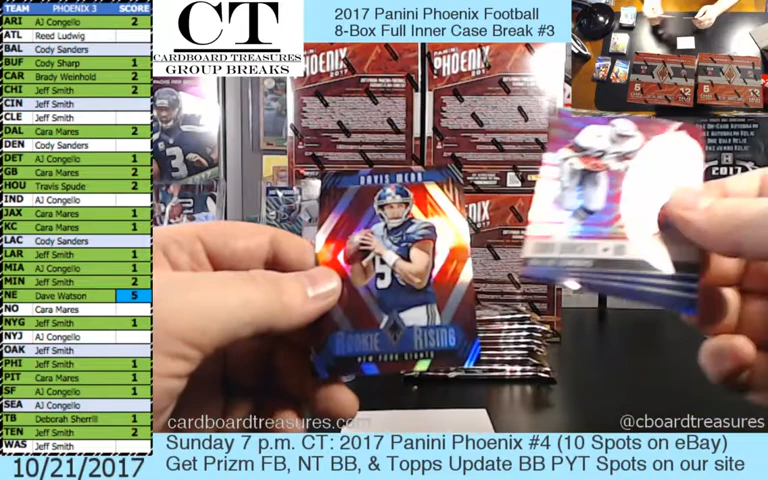 TEAM PHOENIX 3 SCORE
ARI AJ Congello 2
ATL Reed Ludwig
BAL Cody Sanders
BUF Cody Sharp 1
CAR Brady Weinhold 2
CHI Jeff Smith 2
CIN Jeff Smith
CLE Jeff Smith
DAL Cara Mares 2
DEN Cody Sanders
DET AJ Congello 1
GB Cara Mares 2
HOU Travis Spude 2
IND AJ Congello
JAX Cara Mares 1
KC Cara Mares 1
LAC Cody Sanders
LAR Jeff Smith 1
MIA AJ Congello 1
MIN Jeff Smith 2
NE Dave Watson 5
NO Cara Mares
NYG Jeff Smith 1
NYJ AJ Congello
OAK Jeff Smith
PHI Jeff Smith 1
PIT Cara Mares 1
SF AJ Congello 1
SEA AJ Congello
TB Deborah Sherrill 1
TEN Jeff Smith 2
WAS Jeff Smith
10/21/2017
CT
CARDBOARD TREASURES
GROUP BREAKS
2017 Panini Phoenix Football
8-Box Full Inner Case Break #3
PHOENIX
2017
PHOENIX
2017
2017
DAVIS WEBB
ROOKIE RISING
NEW YORK GIANTS
cardboardtreasures.com
@cboardtreasures
Sunday 7 p.m. CT: 2017 Panini Phoenix #4 (10 Spots on eBay)
Get Prizm FB, NT BB, & Topps Update BB PYT Spots on our site